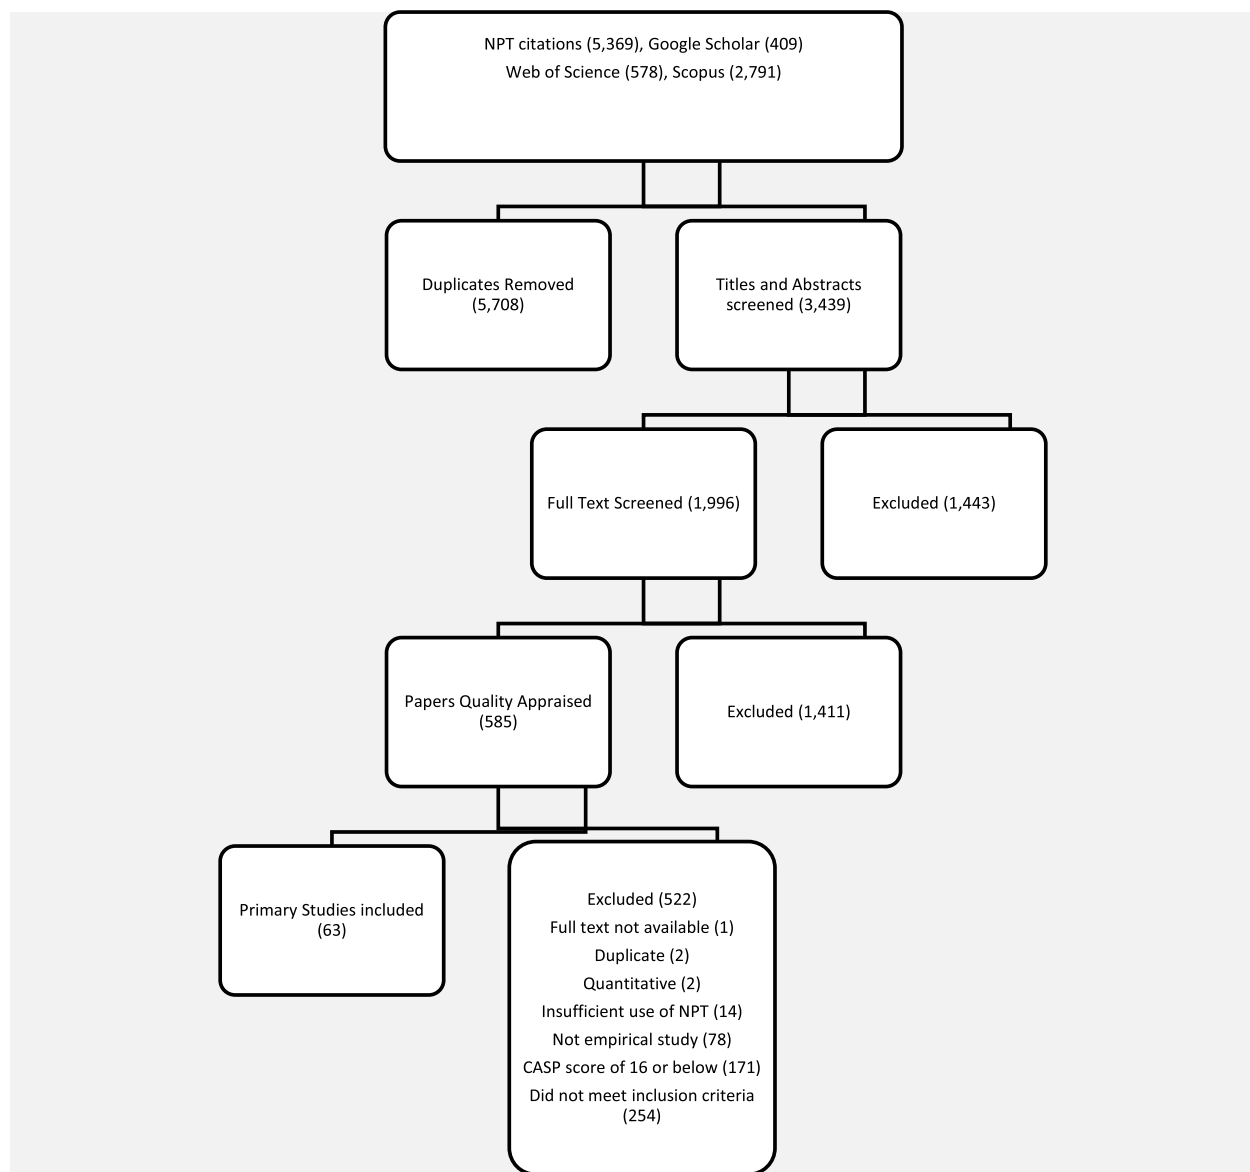 NPT citations (5,369), Google Scholar (409)
Web of Science (578), Scopus (2,791)
Duplicates Removed
(5,708)
Titles and Abstracts
screened (3,439)
Full Text Screened (1,996)
Excluded (1,443)
Papers Quality Appraised
(585)
Excluded (1,411)
Primary Studies included
(63)
Excluded (522)
Full text not available (1)
Duplicate (2)
Quantitative (2)
Insufficient use of NPT (14)
Not empirical study (78)
CASP score of 16 or below (171)
Did not meet inclusion criteria
(254)